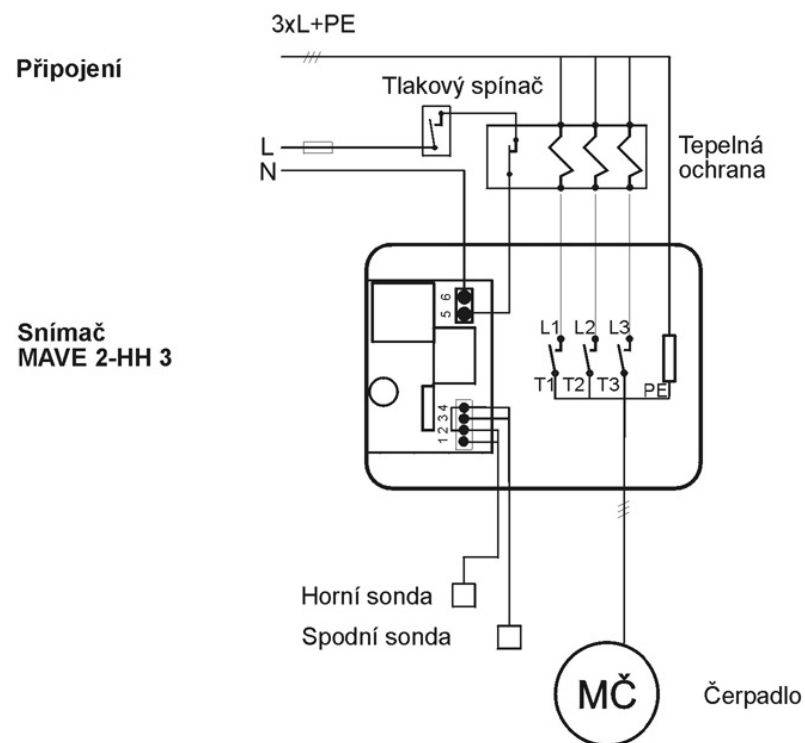 3xL+PE
Připojení
Tlakový spínač
L
N
Tepelná
ochrana
5 6
Snímač
MAVE 2-HH 3
L1 L2 L3
T1 T2 T3 PE
1 2 3 4
Horní sonda
Spodní sonda
MČ
Čerpadlo